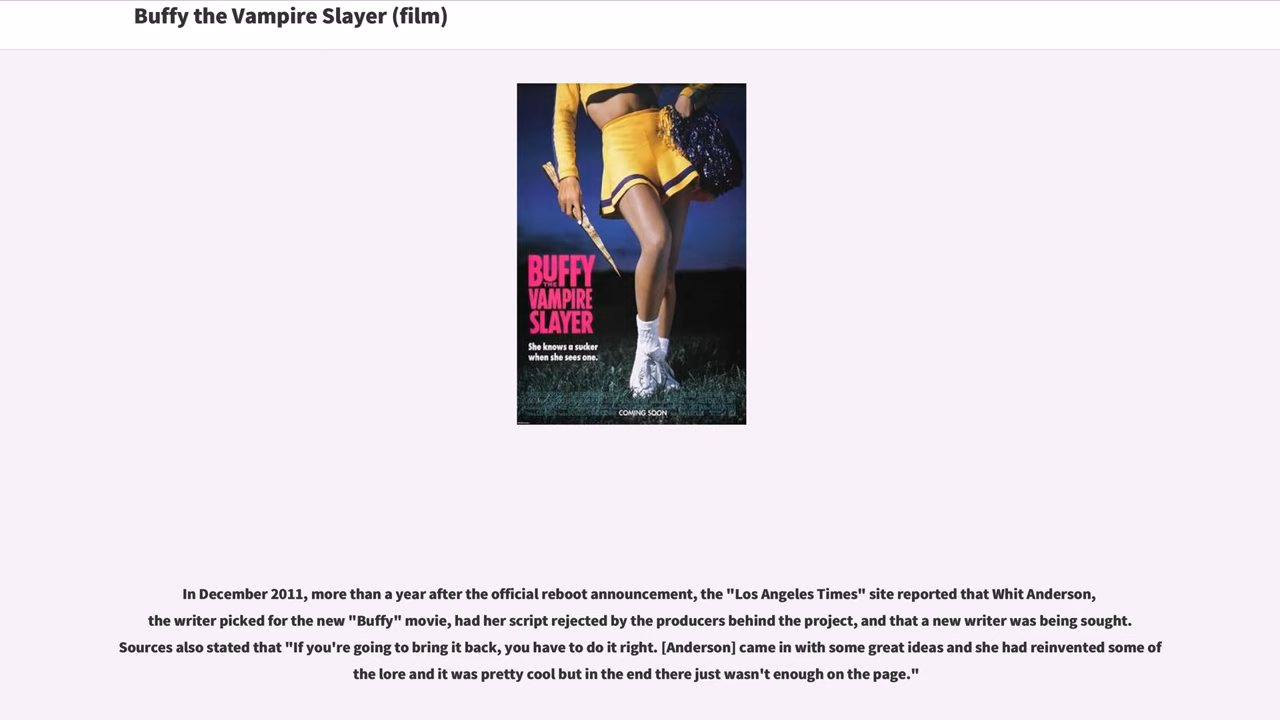 Buffy the Vampire Slayer (film)
BUFFY
THE
VAMPIRE
SLAYER
She knows a sucker
when she sees one.
COMING SOON
In December 2011, more than a year after the official reboot announcement, the "Los Angeles Times" site reported that Whit Anderson,
the writer picked for the new "Buffy" movie, had her script rejected by the producers behind the project, and that a new writer was being sought.
Sources also stated that "If you're going to bring it back, you have to do it right. [Anderson] came in with some great ideas and she had reinvented some of
the lore and it was pretty cool but in the end there just wasn't enough on the page."